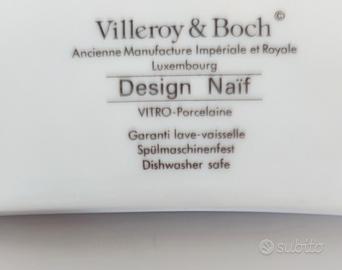 Villeroy & Boch©
Ancienne Manufacture Impériale et Royale
Luxembourg
Design Naïf
VITRO-Porcelaine
Garanti lave-vaisselle
Spülmaschinenfest
Dishwasher safe
subito